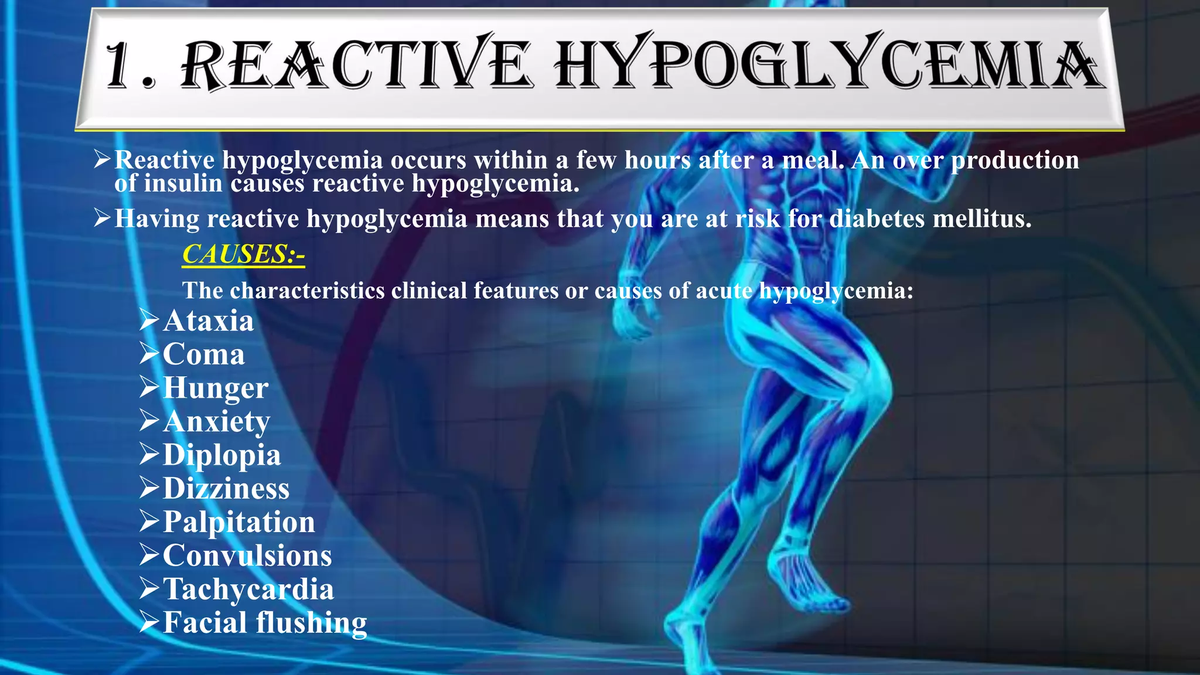 1. REACTIVE HYPOGLYCEMIA
➢Reactive hypoglycemia occurs within a few hours after a meal. An over production
of insulin causes reactive hypoglycemia.
➢Having reactive hypoglycemia means that you are at risk for diabetes mellitus.
CAUSES:-
The characteristics clinical features or causes of acute hypoglycemia:
➢Ataxia
➢Coma
➢Hunger
➢Anxiety
➢Diplopia
➢Dizziness
➢Palpitation
➢Convulsions
➢Tachycardia
➢Facial flushing